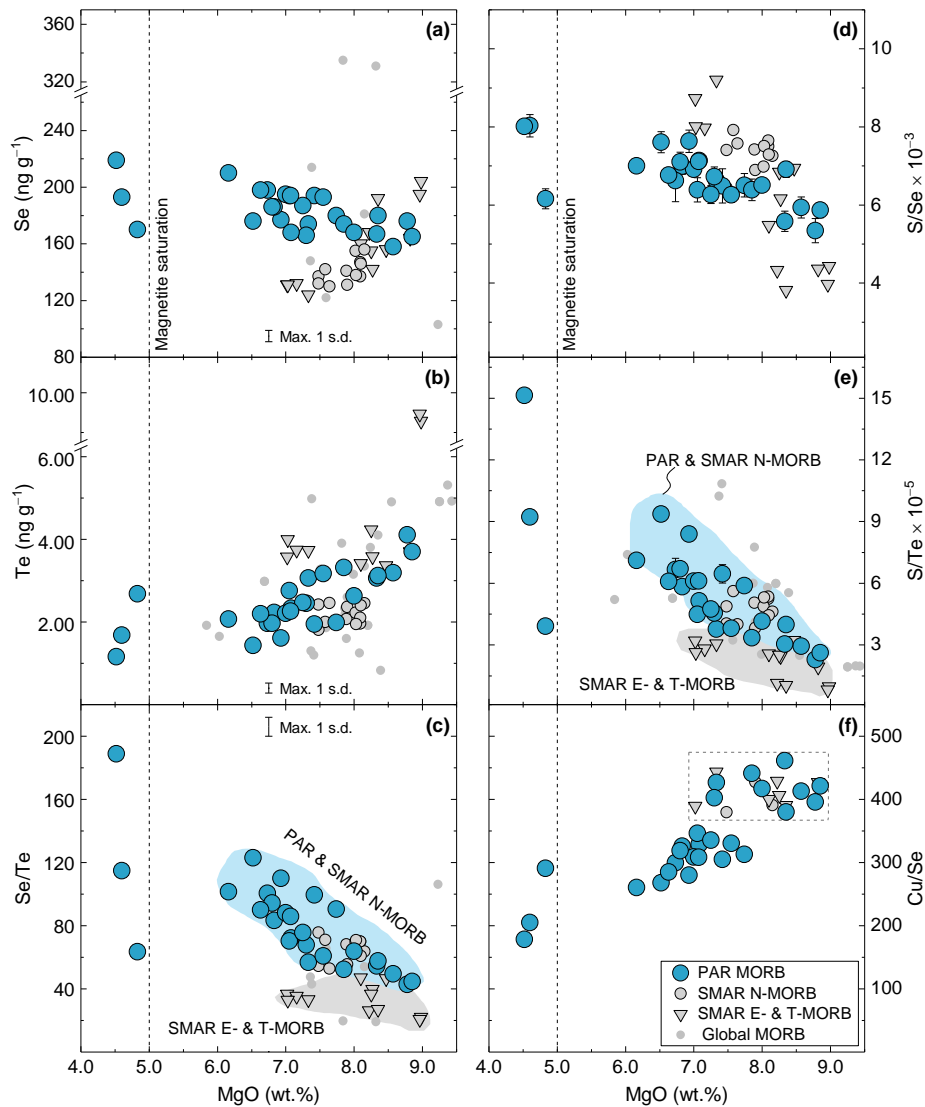 (a)
Se (ng g⁻¹)
360
320
260
220
180
140
120
80
Magnetite saturation
Max. 1 s.d.
(d)
S/Se × 10⁻³
10
8
6
4
Magnetite saturation
(b)
Te (ng g⁻¹)
10.00
6.00
4.00
2.00
Max. 1 s.d.
(e)
S/Te × 10⁻⁵
15
12
9
6
3
PAR & SMAR N-MORB
SMAR E- & T-MORB
(c)
Se/Te
200
160
120
80
40
Max. 1 s.d.
PAR & SMAR N-MORB
SMAR E- & T-MORB
4.0 5.0 6.0 7.0 8.0 9.0
MgO (wt.%)
(f)
Cu/Se
500
400
300
200
100
PAR MORB
SMAR N-MORB
SMAR E- & T-MORB
Global MORB
4.0 5.0 6.0 7.0 8.0 9.0
MgO (wt.%)